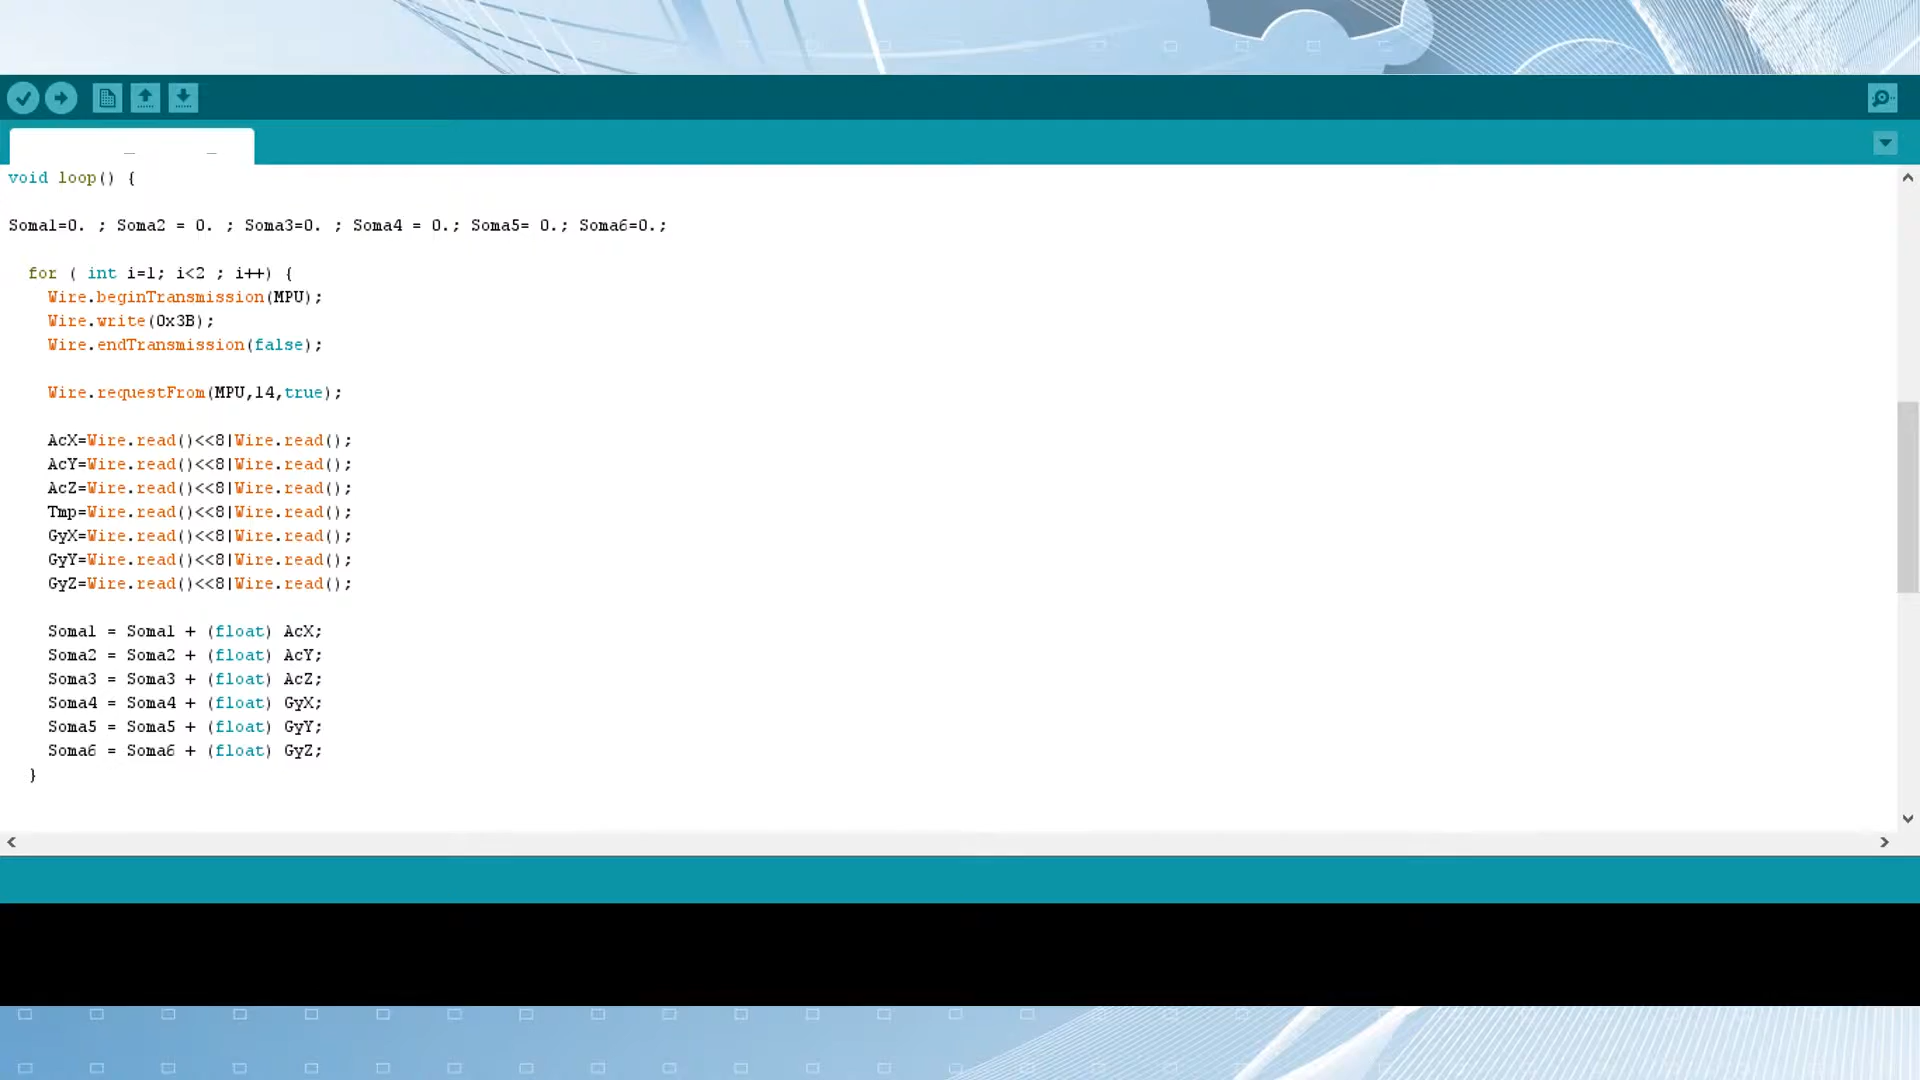 void loop() {
Soma1=0. ; Soma2 = 0. ; Soma3=0. ; Soma4 = 0.; Soma5= 0.; Soma6=0.;
for ( int i=1; i<2 ; i++) {
Wire.beginTransmission(MPU);
Wire.write(0x3B);
Wire.endTransmission(false);
Wire.requestFrom(MPU,14,true);
AcX=Wire.read()<<8|Wire.read();
AcY=Wire.read()<<8|Wire.read();
AcZ=Wire.read()<<8|Wire.read();
Tmp=Wire.read()<<8|Wire.read();
GyX=Wire.read()<<8|Wire.read();
GyY=Wire.read()<<8|Wire.read();
GyZ=Wire.read()<<8|Wire.read();
Soma1 = Soma1 + (float) AcX;
Soma2 = Soma2 + (float) AcY;
Soma3 = Soma3 + (float) AcZ;
Soma4 = Soma4 + (float) GyX;
Soma5 = Soma5 + (float) GyY;
Soma6 = Soma6 + (float) GyZ;
}